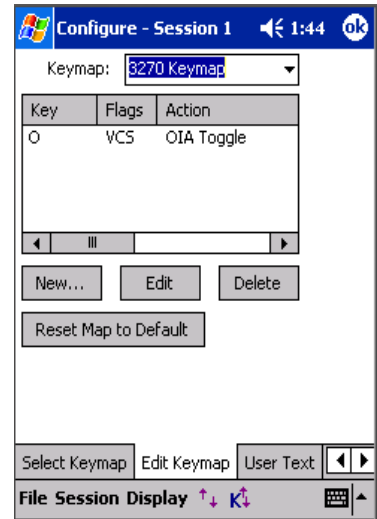 Configure - Session 1 1:44 ok
Keymap: 3270 Keymap
Key Flags Action
O VCS OIA Toggle
New... Edit Delete
Reset Map to Default
Select Keymap Edit Keymap User Text
File Session Display K